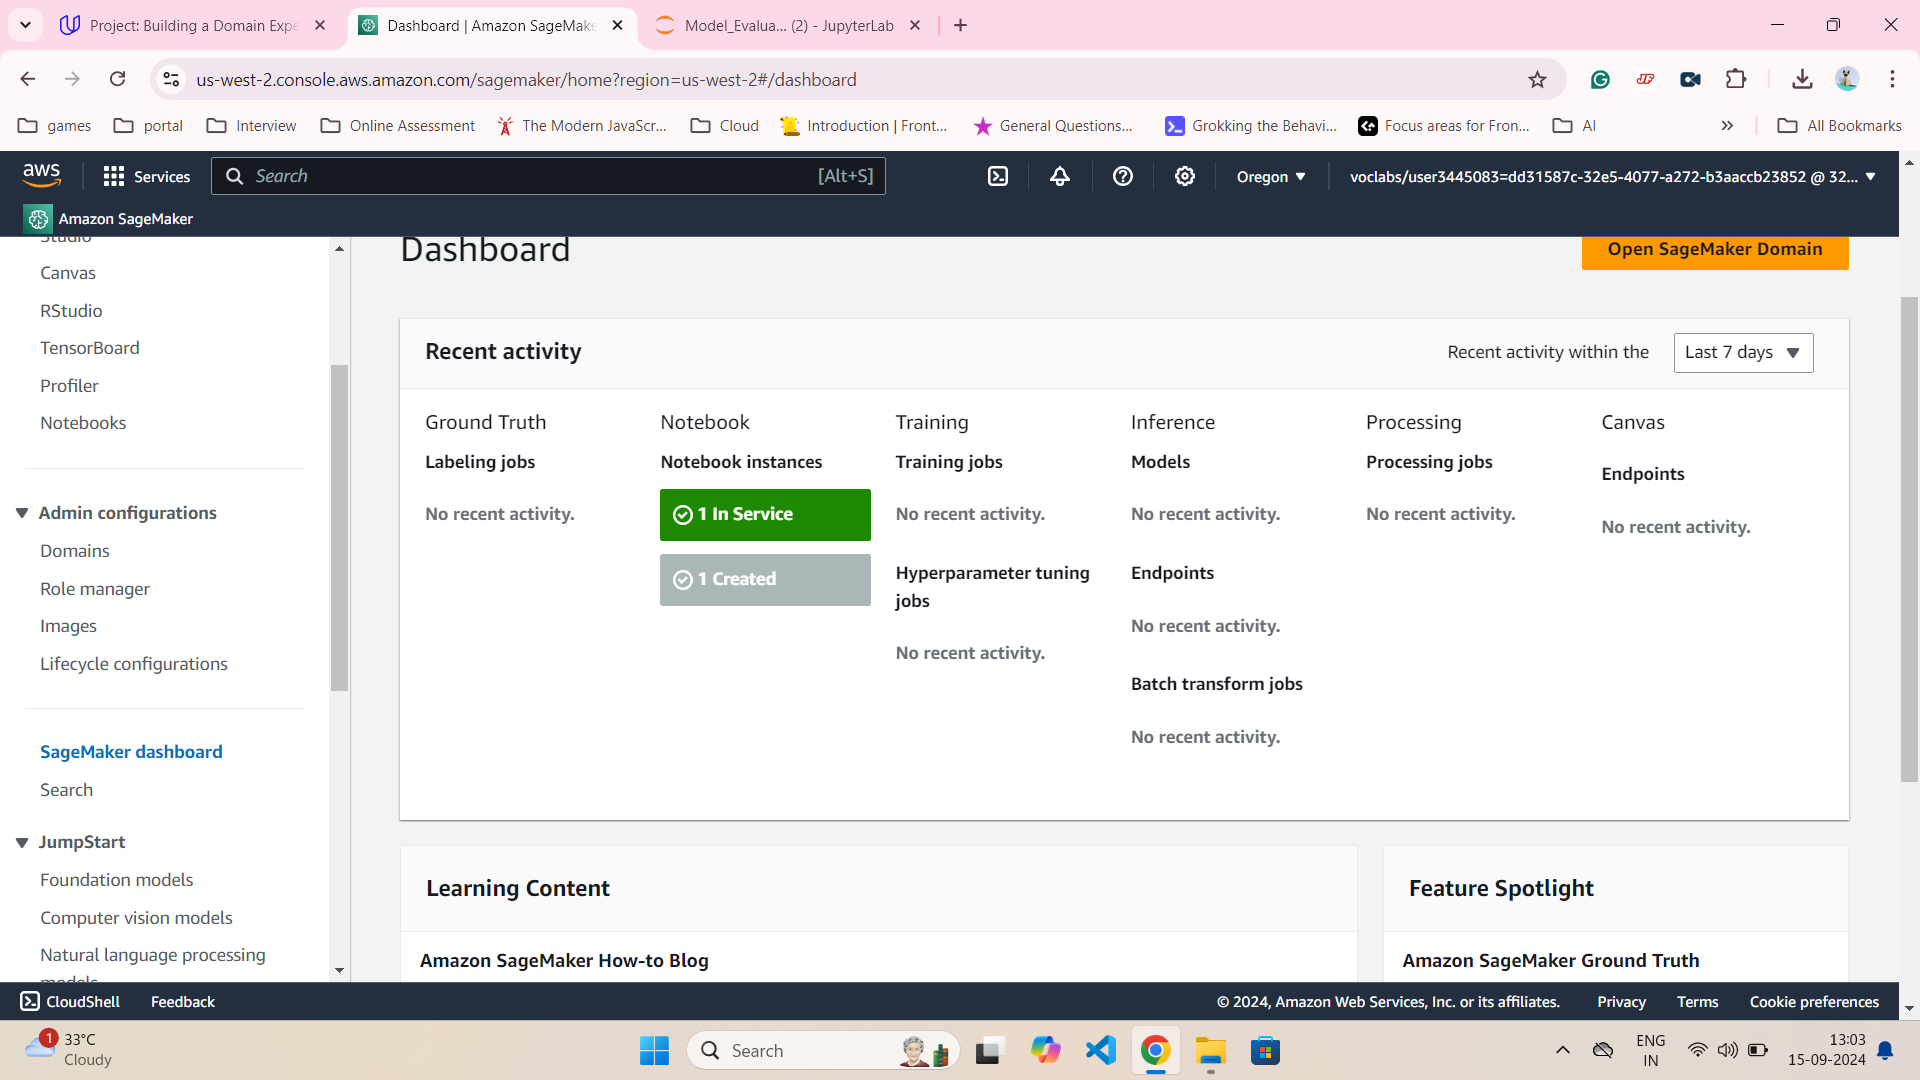 Project: Building a Domain Expe
Dashboard | Amazon SageMake
Model_Evalua... (2) - JupyterLab
us-west-2.console.aws.amazon.com/sagemaker/home?region=us-west-2#/dashboard
games
portal
Interview
Online Assessment
The Modern JavaScr...
Cloud
Introduction | Front...
General Questions...
Grokking the Behavi...
Focus areas for Fron...
AI
All Bookmarks
aws
Services
Search
[Alt+S]
Oregon
voclabs/user3445083=dd31587c-32e5-4077-a272-b3aaccb23852 @ 32...
Amazon SageMaker
Studio
Canvas
RStudio
TensorBoard
Profiler
Notebooks
Admin configurations
Domains
Role manager
Images
Lifecycle configurations
SageMaker dashboard
Search
JumpStart
Foundation models
Computer vision models
Natural language processing
models
Dashboard
Open SageMaker Domain
Recent activity
Recent activity within the
Last 7 days
Ground Truth
Labeling jobs
No recent activity.
Notebook
Notebook instances
1 In Service
1 Created
Training
Training jobs
No recent activity.
Hyperparameter tuning
jobs
No recent activity.
Inference
Models
No recent activity.
Endpoints
No recent activity.
Batch transform jobs
No recent activity.
Processing
Processing jobs
No recent activity.
Canvas
Endpoints
No recent activity.
Learning Content
Amazon SageMaker How-to Blog
Feature Spotlight
Amazon SageMaker Ground Truth
CloudShell
Feedback
© 2024, Amazon Web Services, Inc. or its affiliates.
Privacy
Terms
Cookie preferences
1
33°C
Cloudy
Search
ENG
IN
13:03
15-09-2024